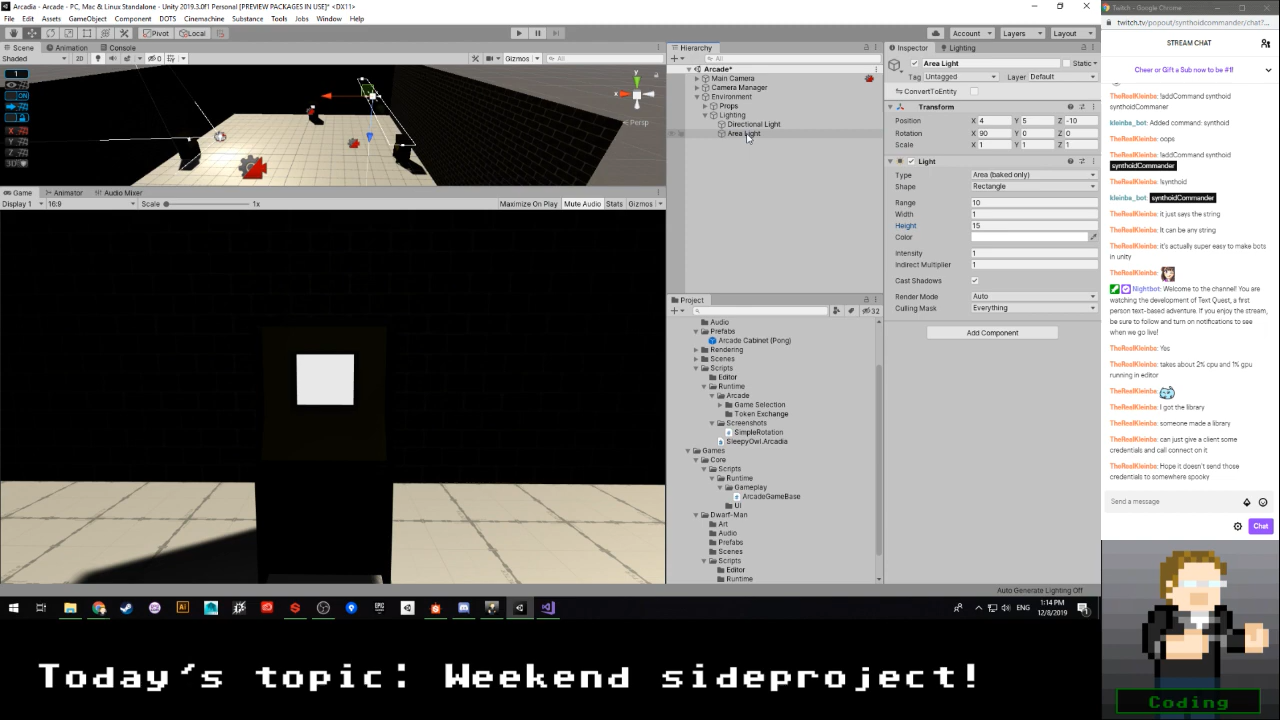 Arcadia - Arcade - PC, Mac & Linux Standalone - Unity 2019.3.0f1 Personal [PREVIEW PACKAGES IN USE]* <DX11>
File Edit Assets GameObject Component DOTS Cinemachine Substance Tools Jobs Window Help
Pivot Local Account Layers Layout
Scene Animation Console
Shaded 2D Gizmos All
Persp
Game Animator Audio Mixer
Display 1 16:9 Scale 1x Maximize On Play Mute Audio Stats Gizmos
Hierarchy
All
Arcade*
Main Camera
Camera Manager
Environment
Props
Lighting
Directional Light
Area Light
Project
32
Audio
Prefabs
Arcade Cabinet (Pong)
Rendering
Scenes
Scripts
Editor
Runtime
Arcade
Game Selection
Token Exchange
Screenshots
SimpleRotation
SleepyOwl.Arcadia
Games
Core
Scripts
Runtime
Gameplay
ArcadeGameBase
UI
Dwarf-Man
Art
Audio
Prefabs
Scenes
Scripts
Editor
Runtime
Inspector Lighting
Area Light Static
Tag Untagged Layer Default
ConvertToEntity
Transform
Position X 4 Y 5 Z -10
Rotation X 90 Y 0 Z 0
Scale X 1 Y 1 Z 1
Light
Type Area (baked only)
Shape Rectangle
Range 10
Width 1
Height 15
Color
Intensity 1
Indirect Multiplier 1
Cast Shadows
Render Mode Auto
Culling Mask Everything
Add Component
Auto Generate Lighting Off
ENG 1:14 PM
12/8/2019
Twitch - Google Chrome
twitch.tv/popout/synthoidcommander/chat?...
STREAM CHAT
Cheer or Gift a Sub now to be #1!
TheRealKleinba: !addCommand synthoid
synthoidCommaner
kleinba_bot: Added command: synthoid
TheRealKleinba: oops
TheRealKleinba: !addCommand synthoid
synthoidCommander
TheRealKleinba: !synthoid
kleinba_bot: synthoidCommander
TheRealKleinba: it just says the string
TheRealKleinba: It can be any string
TheRealKleinba: it's actually super easy to make bots
in unity
TheRealKleinba:
Nightbot: Welcome to the channel! You are
watching the development of Text Quest, a first
person text-based adventure. If you enjoy the stream,
be sure to follow and turn on notifications to see
when we go live!
TheRealKleinba: Yes
TheRealKleinba: takes about 2% cpu and 1% gpu
running in editor
TheRealKleinba:
TheRealKleinba: I got the library
TheRealKleinba: someone made a library
TheRealKleinba: can just give a client some
credentials and call connect on it
TheRealKleinba: Hope it doesn't send those
credentials to somewhere spooky
Send a message
Chat
Today's topic: Weekend sideproject!
Coding